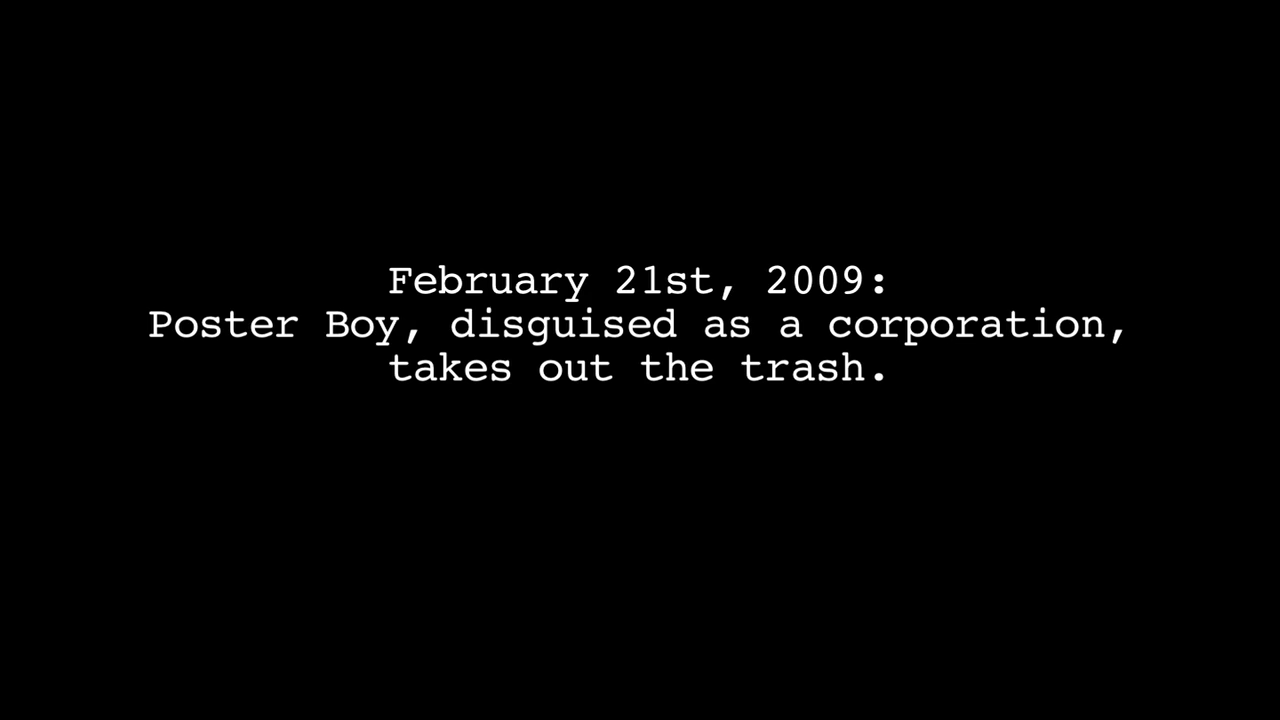 February 21st, 2009:
Poster Boy, disguised as a corporation,
takes out the trash.